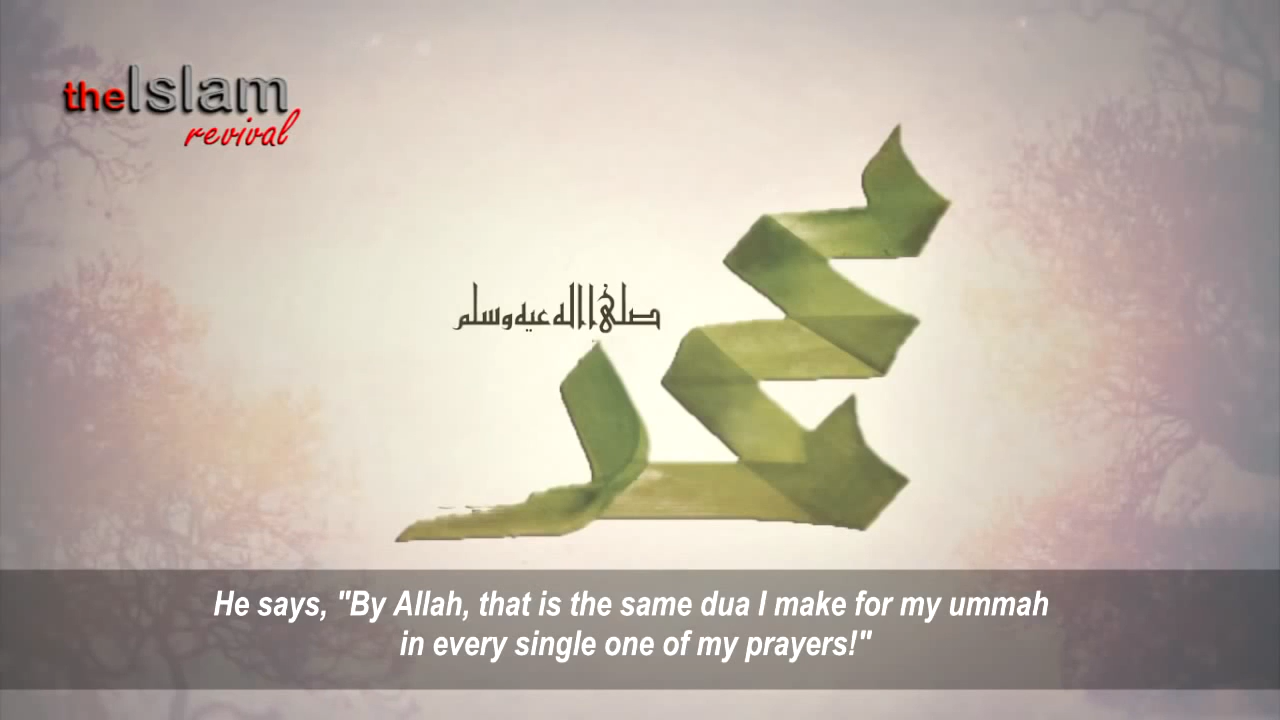 theIslam
revival
صلى الله عيه وسلم
محمد
He says, "By Allah, that is the same dua I make for my ummah
in every single one of my prayers!"